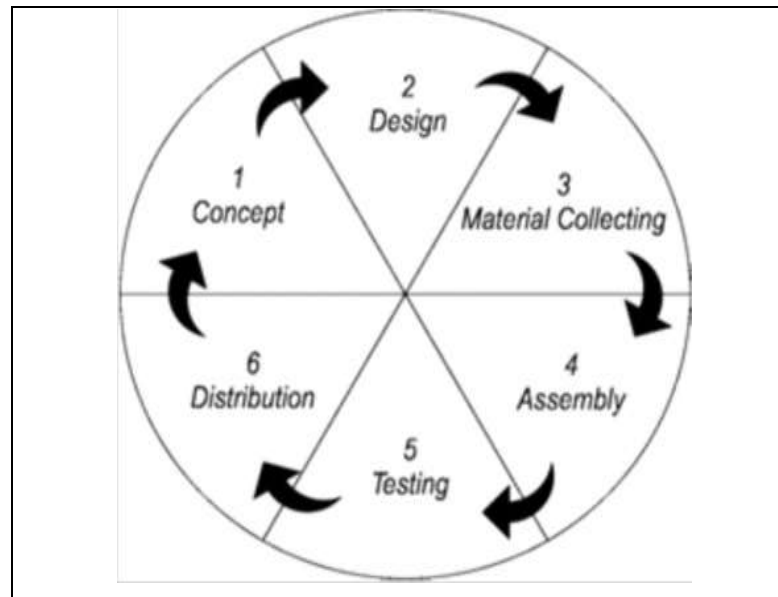 1
Concept
2
Design
3
Material Collecting
4
Assembly
5
Testing
6
Distribution